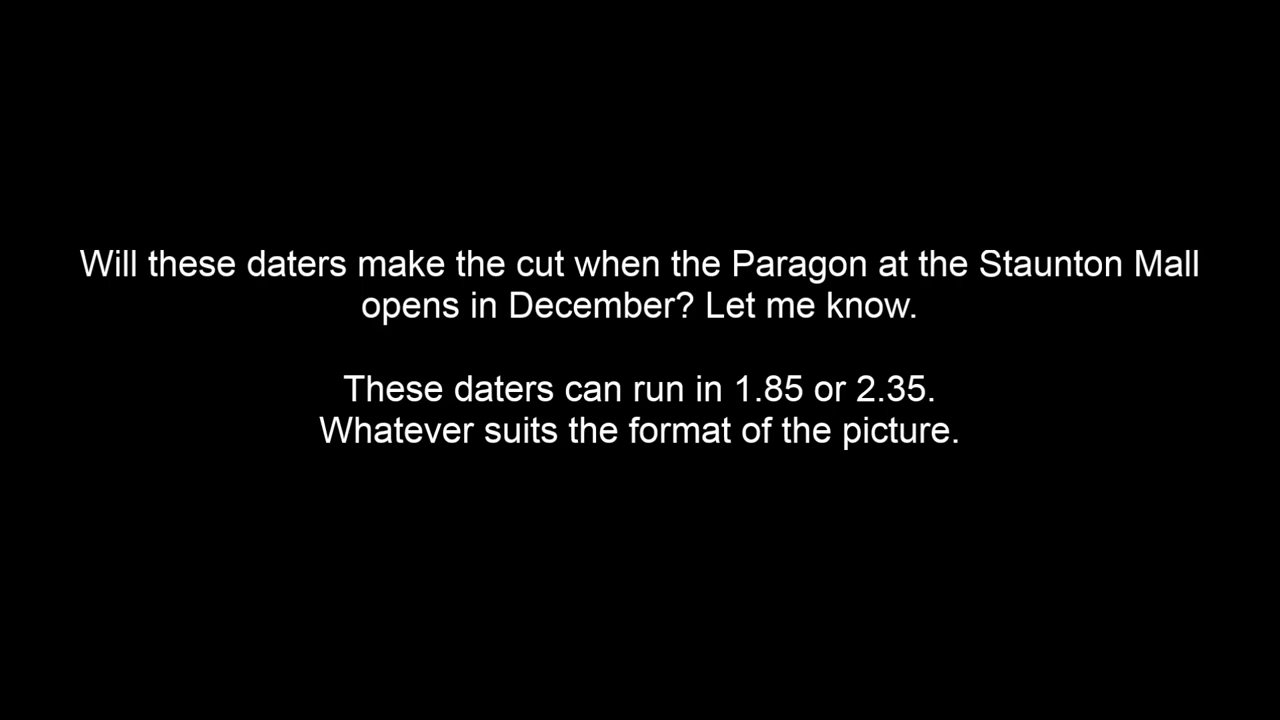 Will these daters make the cut when the Paragon at the Staunton Mall
opens in December? Let me know.
These daters can run in 1.85 or 2.35.
Whatever suits the format of the picture.